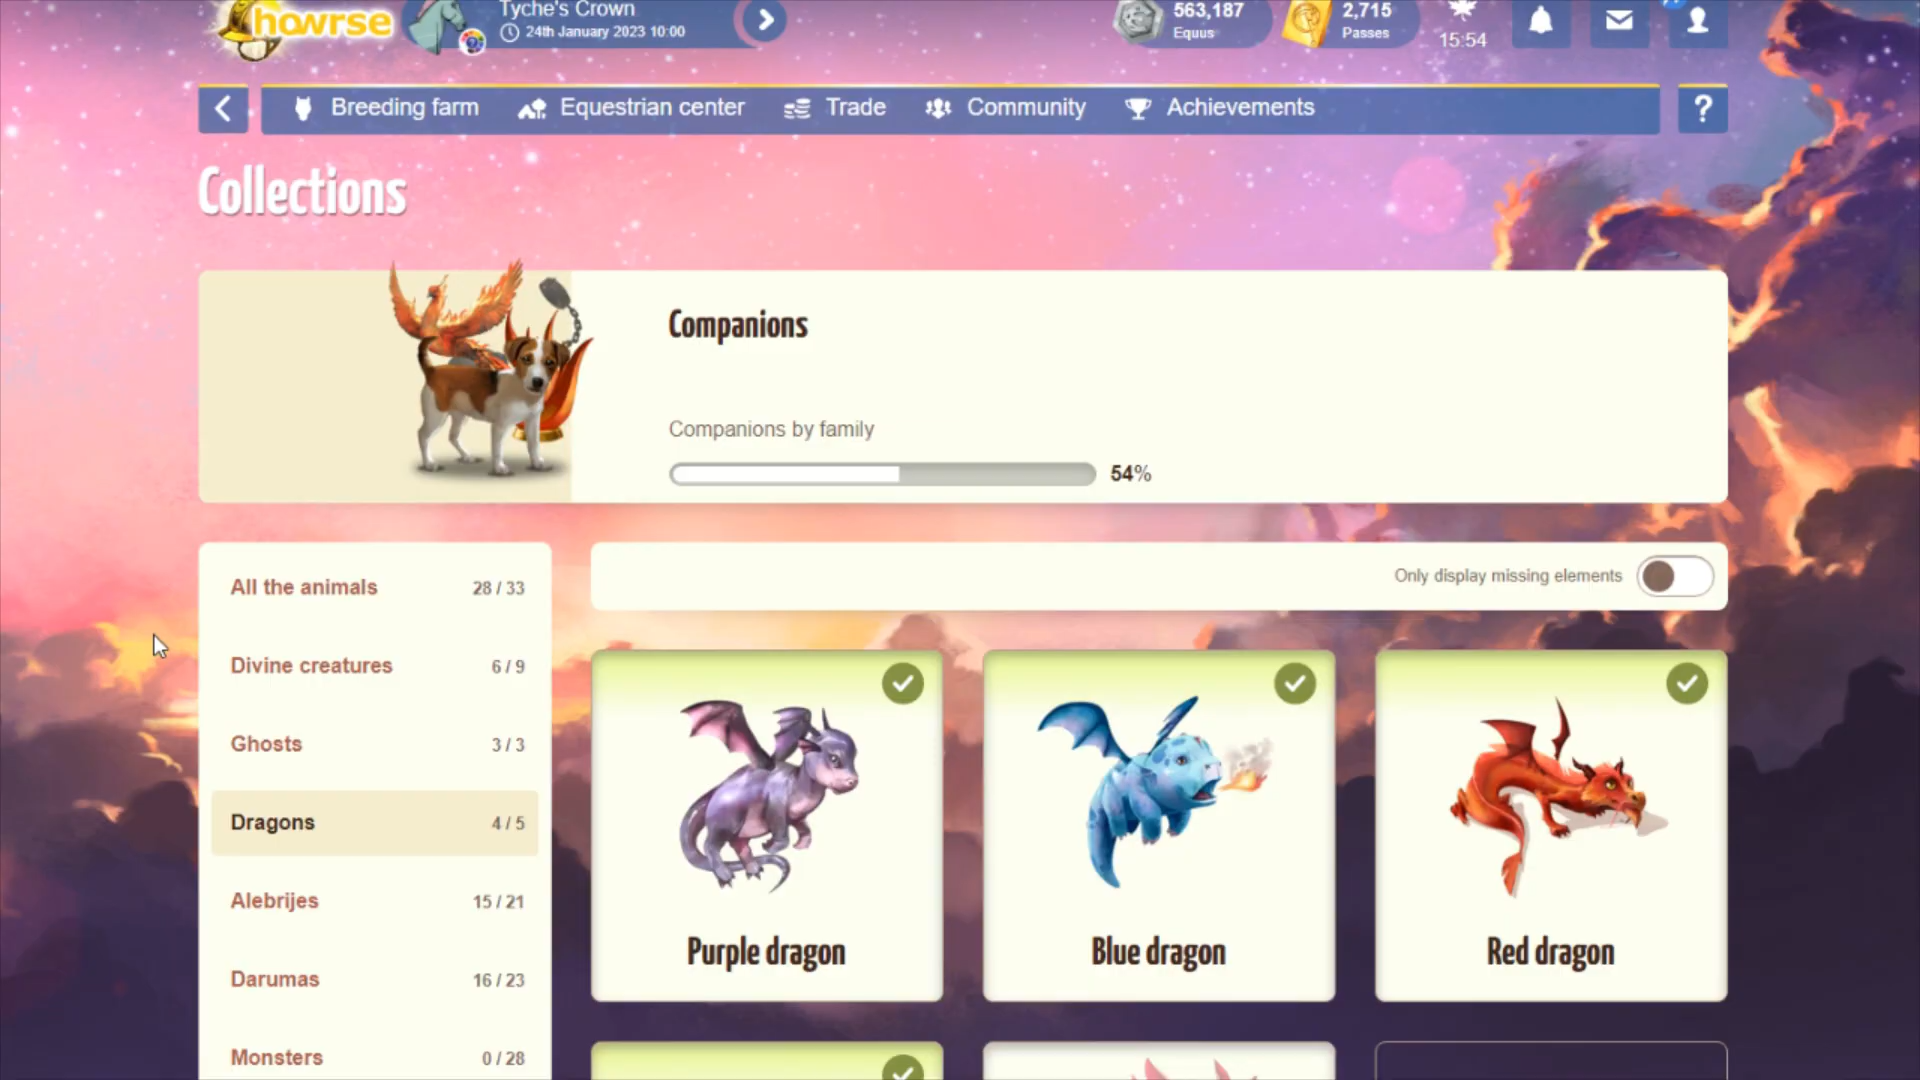 howrse
Tyche's Crown
24th January 2023 10:00
563,187
Equus
2,715
Passes
15:54
Breeding farm
Equestrian center
Trade
Community
Achievements
?
Collections
Companions
Companions by family
54%
All the animals 28 / 33
Divine creatures 6 / 9
Ghosts 3 / 3
Dragons 4 / 5
Alebrijes 15 / 21
Darumas 16 / 23
Monsters 0 / 28
Only display missing elements
Purple dragon
Blue dragon
Red dragon